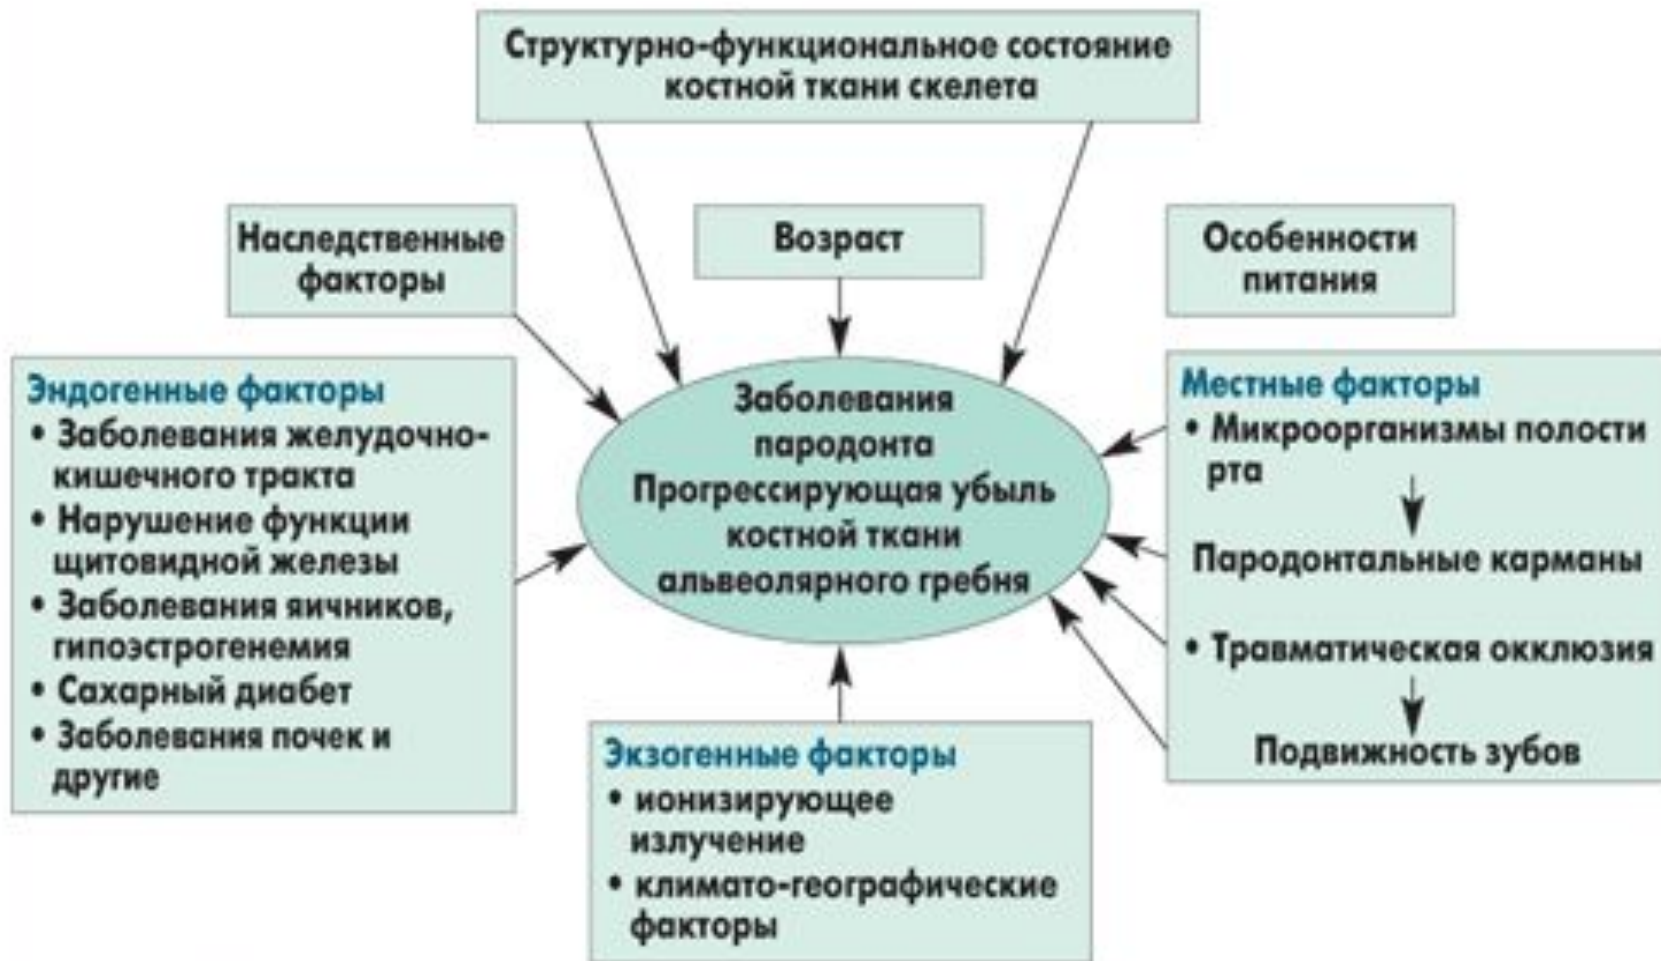 Структурно-функциональное состояние
костной ткани скелета
Наследственные
факторы
Возраст
Особенности
питания
Эндогенные факторы
• Заболевания желудочно-
кишечного тракта
• Нарушение функции
щитовидной железы
• Заболевания яичников,
гипоэстрогенемия
• Сахарный диабет
• Заболевания почек и
другие
Заболевания
пародонта
Прогрессирующая убыль
костной ткани
альвеолярного гребня
Местные факторы
• Микроорганизмы полости
рта
Пародонтальные карманы
• Травматическая окклюзия
Подвижность зубов
Экзогенные факторы
• ионизирующее
излучение
• климато-географические
факторы